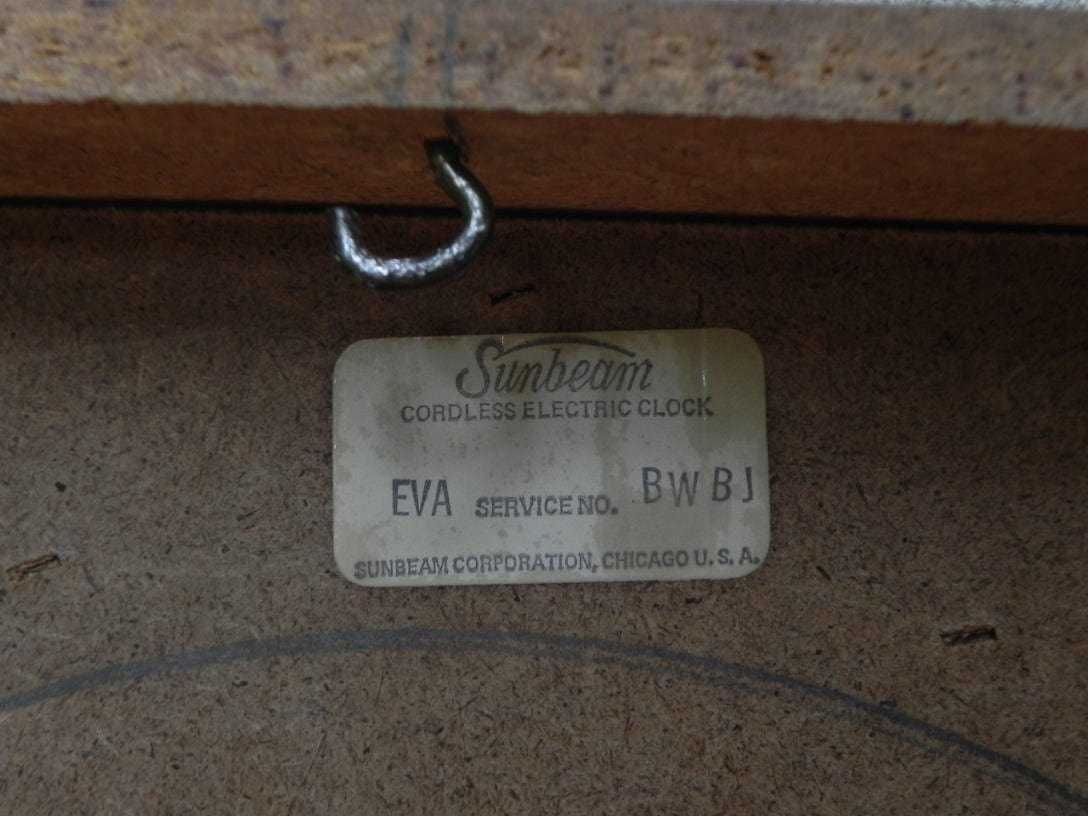 Sunbeam
CORDLESS ELECTRIC CLOCK
EVA SERVICE NO. BWBJ
SUNBEAM CORPORATION, CHICAGO U. S. A.